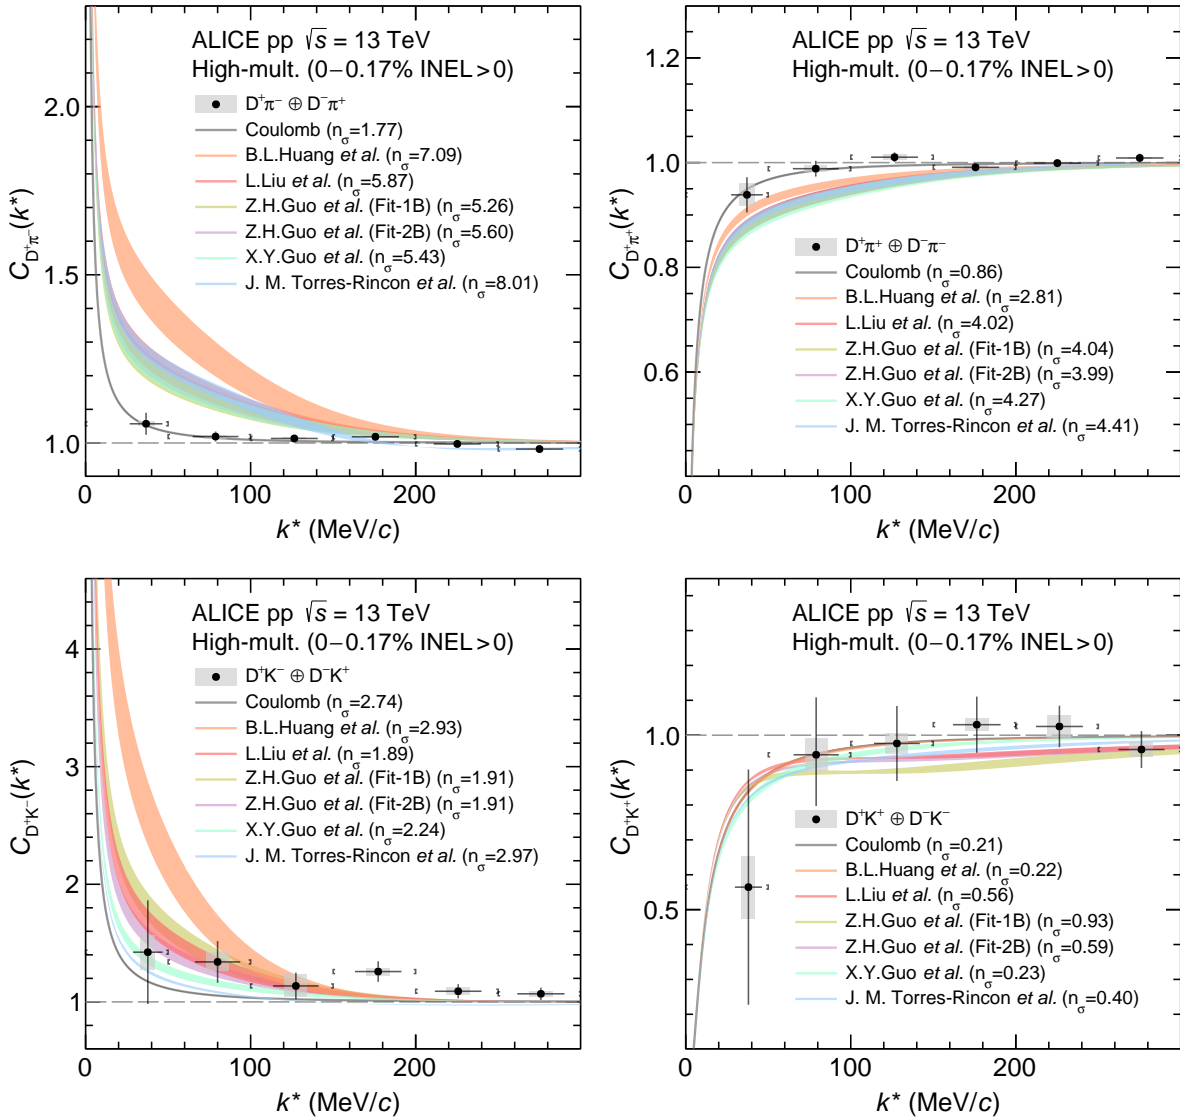 ALICE pp √s = 13 TeV
High-mult. (0−0.17% INEL > 0)
D⁺π⁻ ⊕ D⁻π⁺
Coulomb (nσ=1.77)
B.L.Huang et al. (nσ=7.09)
L.Liu et al. (nσ=5.87)
Z.H.Guo et al. (Fit-1B) (nσ=5.26)
Z.H.Guo et al. (Fit-2B) (nσ=5.60)
X.Y.Guo et al. (nσ=5.43)
J. M. Torres-Rincon et al. (nσ=8.01)
C_D⁺π⁻(k*)
2.0
1.5
1.0
0 100 200
k* (MeV/c)
ALICE pp √s = 13 TeV
High-mult. (0−0.17% INEL > 0)
D⁺π⁺ ⊕ D⁻π⁻
Coulomb (nσ=0.86)
B.L.Huang et al. (nσ=2.81)
L.Liu et al. (nσ=4.02)
Z.H.Guo et al. (Fit-1B) (nσ=4.04)
Z.H.Guo et al. (Fit-2B) (nσ=3.99)
X.Y.Guo et al. (nσ=4.27)
J. M. Torres-Rincon et al. (nσ=4.41)
C_D⁺π⁺(k*)
1.2
1.0
0.8
0.6
0 100 200
k* (MeV/c)
ALICE pp √s = 13 TeV
High-mult. (0−0.17% INEL > 0)
D⁺K⁻ ⊕ D⁻K⁺
Coulomb (nσ=2.74)
B.L.Huang et al. (nσ=2.93)
L.Liu et al. (nσ=1.89)
Z.H.Guo et al. (Fit-1B) (nσ=1.91)
Z.H.Guo et al. (Fit-2B) (nσ=1.91)
X.Y.Guo et al. (nσ=2.24)
J. M. Torres-Rincon et al. (nσ=2.97)
C_D⁺K⁻(k*)
4
3
2
1
0 100 200
k* (MeV/c)
ALICE pp √s = 13 TeV
High-mult. (0−0.17% INEL > 0)
D⁺K⁺ ⊕ D⁻K⁻
Coulomb (nσ=0.21)
B.L.Huang et al. (nσ=0.22)
L.Liu et al. (nσ=0.56)
Z.H.Guo et al. (Fit-1B) (nσ=0.93)
Z.H.Guo et al. (Fit-2B) (nσ=0.59)
X.Y.Guo et al. (nσ=0.23)
J. M. Torres-Rincon et al. (nσ=0.40)
C_D⁺K⁺(k*)
1.0
0.5
0 100 200
k* (MeV/c)